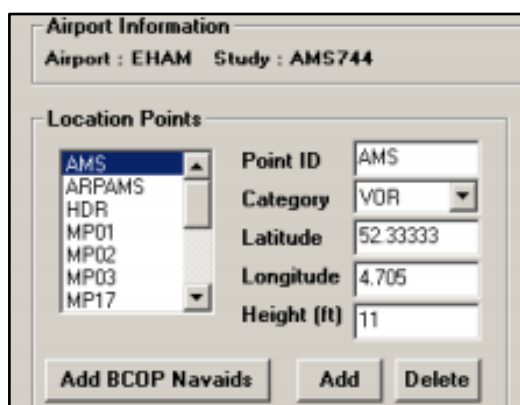 Airport Information
Airport : EHAM Study : AMS744
Location Points
AMS
ARPAMS
HDR
MP01
MP02
MP03
MP17
Point ID AMS
Category VOR
Latitude 52.33333
Longitude 4.705
Height (ft) 11
Add BCOP Navaids Add Delete